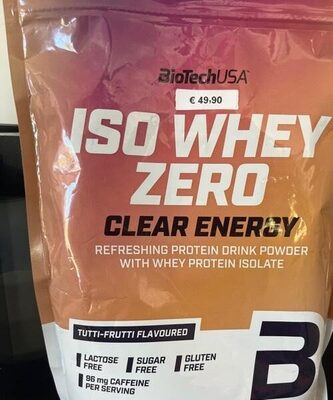 BioTechUSA
€ 49.90
ISO WHEY
ZERO
CLEAR ENERGY
REFRESHING PROTEIN DRINK POWDER
WITH WHEY PROTEIN ISOLATE
TUTTI-FRUTTI FLAVOURED
LACTOSE FREE
SUGAR FREE
GLUTEN FREE
96 mg CAFFEINE
PER SERVING
B